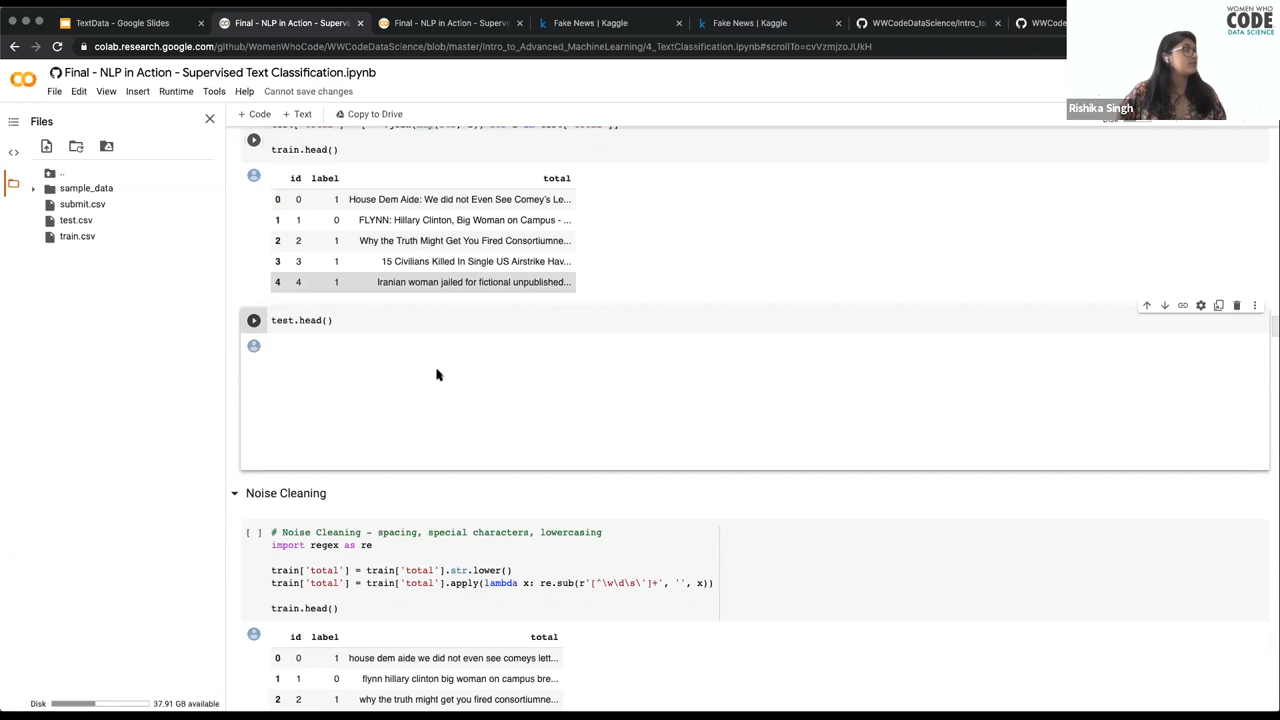 TextData - Google Slides
Final - NLP in Action - Supervi
Final - NLP in Action - Superv
Fake News | Kaggle
Fake News | Kaggle
WWCodeDataScience/Intro_to
WWCod
WOMEN WHO
CODE
DATA SCIENCE
colab.research.google.com/github/WomenWhoCode/WWCodeDataScience/blob/master/Intro_to_Advanced_MachineLearning/4_TextClassification.ipynb#scrollTo=cvVzmjzoJUkH
Final - NLP in Action - Supervised Text Classification.ipynb
File Edit View Insert Runtime Tools Help Cannot save changes
Rishika Singh
Files
+ Code + Text Copy to Drive
..
sample_data
submit.csv
test.csv
train.csv
train.head()
id label total
0 0 1 House Dem Aide: We did not Even See Comey's Le...
1 1 0 FLYNN: Hillary Clinton, Big Woman on Campus - ...
2 2 1 Why the Truth Might Get You Fired Consortiumne...
3 3 1 15 Civilians Killed In Single US Airstrike Hav...
4 4 1 Iranian woman jailed for fictional unpublished...
test.head()
Noise Cleaning
[ ] # Noise Cleaning - spacing, special characters, lowercasing
import regex as re
train['total'] = train['total'].str.lower()
train['total'] = train['total'].apply(lambda x: re.sub(r'[^\w\d\s\']+', '', x))
train.head()
id label total
0 0 1 house dem aide we did not even see comeys lett...
1 1 0 flynn hillary clinton big woman on campus bre...
2 2 1 why the truth might get you fired consortiumne...
Disk 37.91 GB available